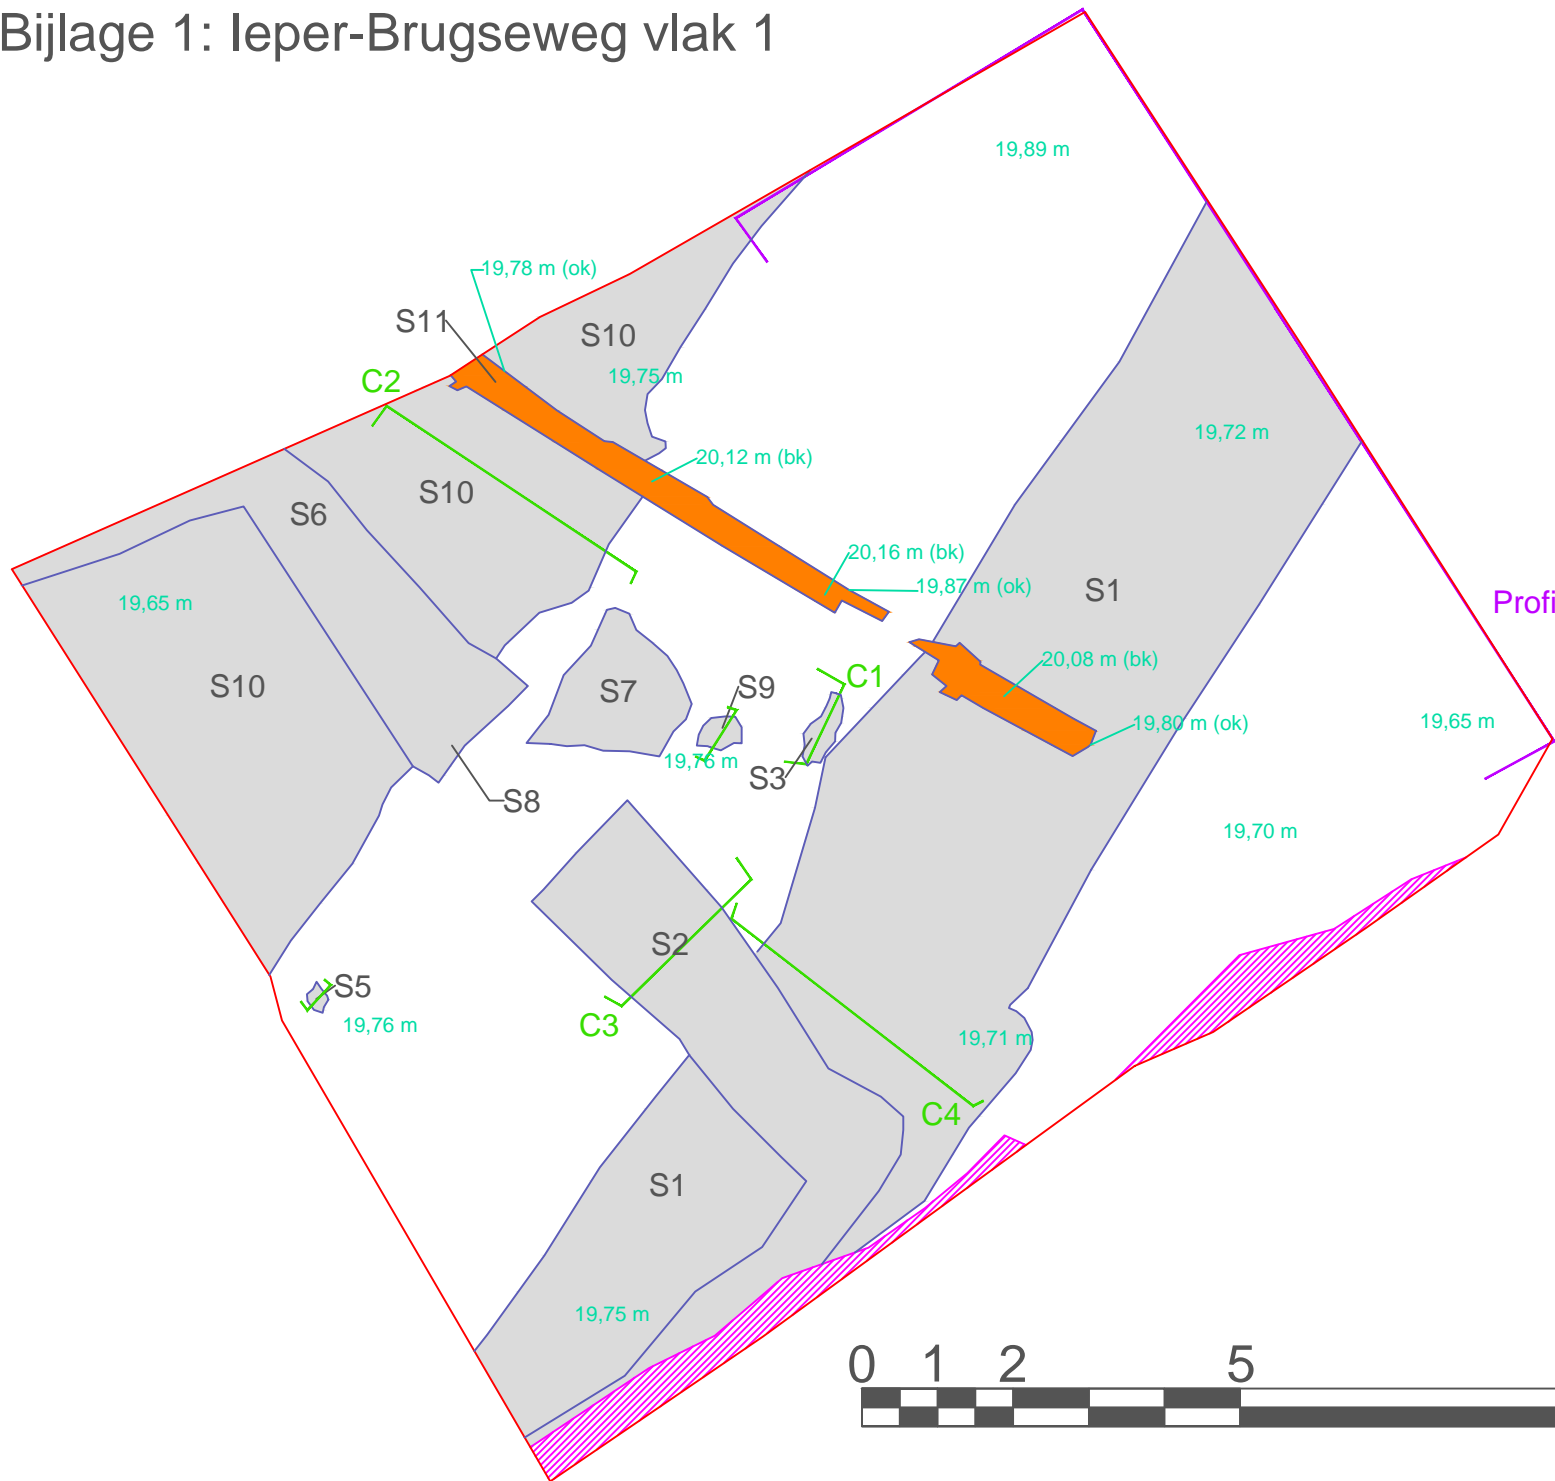 Bijlage 1: Ieper-Brugseweg vlak 1
19,89 m
19,78 m (ok)
S11
S10
19,75 m
C2
19,72 m
20,12 m (bk)
S10
S6
20,16 m (bk)
19,87 m (ok)
S1
19,65 m
Profi
20,08 m (bk)
C1
S10
S7
S9
19,80 m (ok)
19,65 m
19,76 m
S3
S8
19,70 m
S2
S5
19,76 m
C3
19,71 m
C4
S1
19,75 m
0 1 2 5